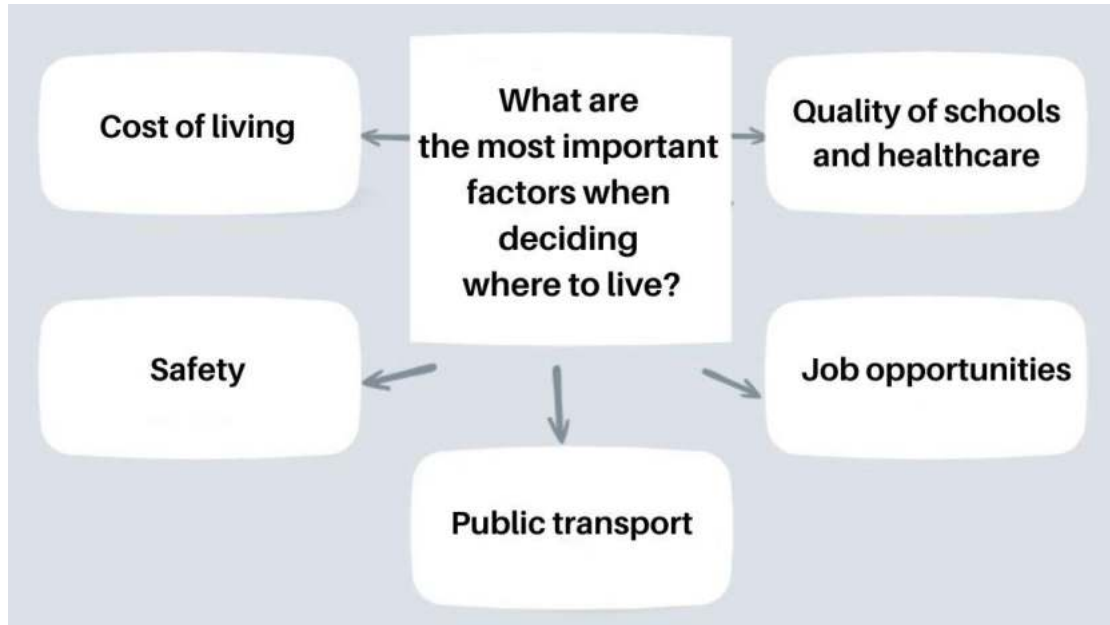 What are
the most important
factors when
deciding
where to live?
Cost of living
Quality of schools
and healthcare
Safety
Job opportunities
Public transport